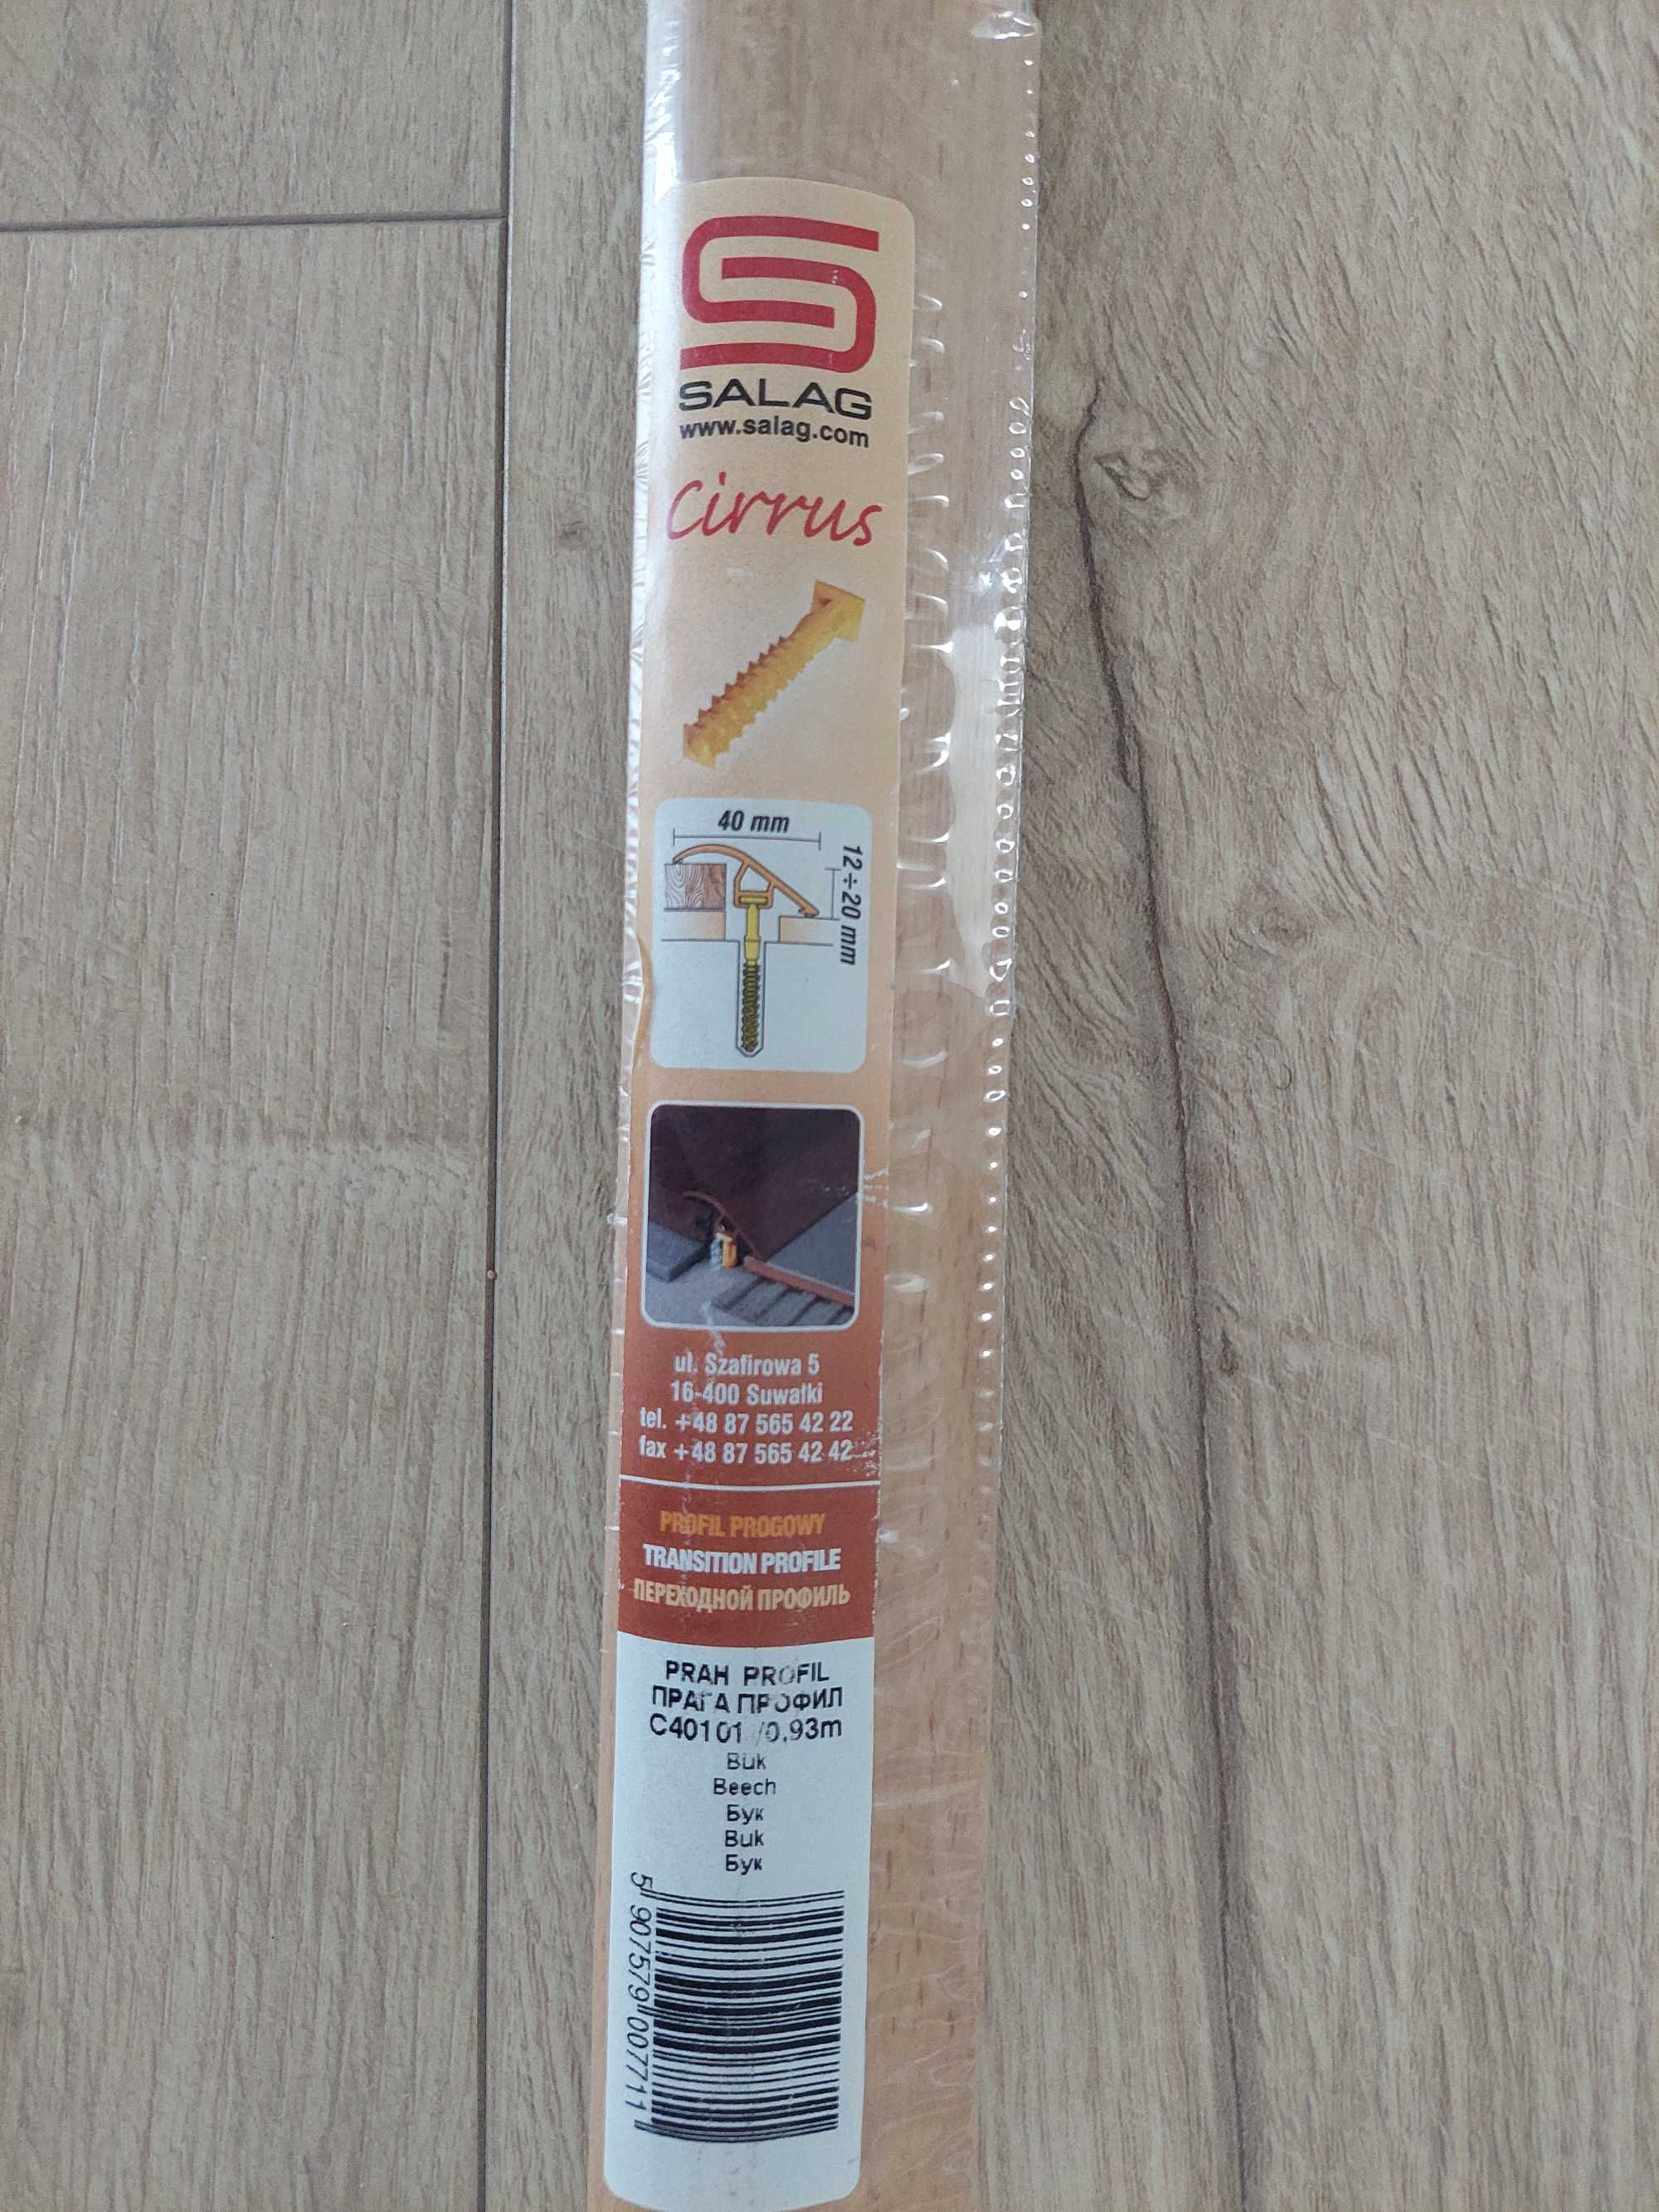 SALAG
www.salag.com
Cirrus
40 mm
12÷20 mm
ul. Szafirowa 5
16-400 Suwałki
tel. +48 87 565 42 22
fax +48 87 565 42 42
PROFIL PROGOWY
TRANSITION PROFILE
ПЕРЕХОДНОЙ ПРОФИЛЬ
PRAH PROFIL
ПРАГА ПРОФИЛ
C40101 /0.93m
Buk
Beech
Бук
Buk
Бук
5 907579 007711